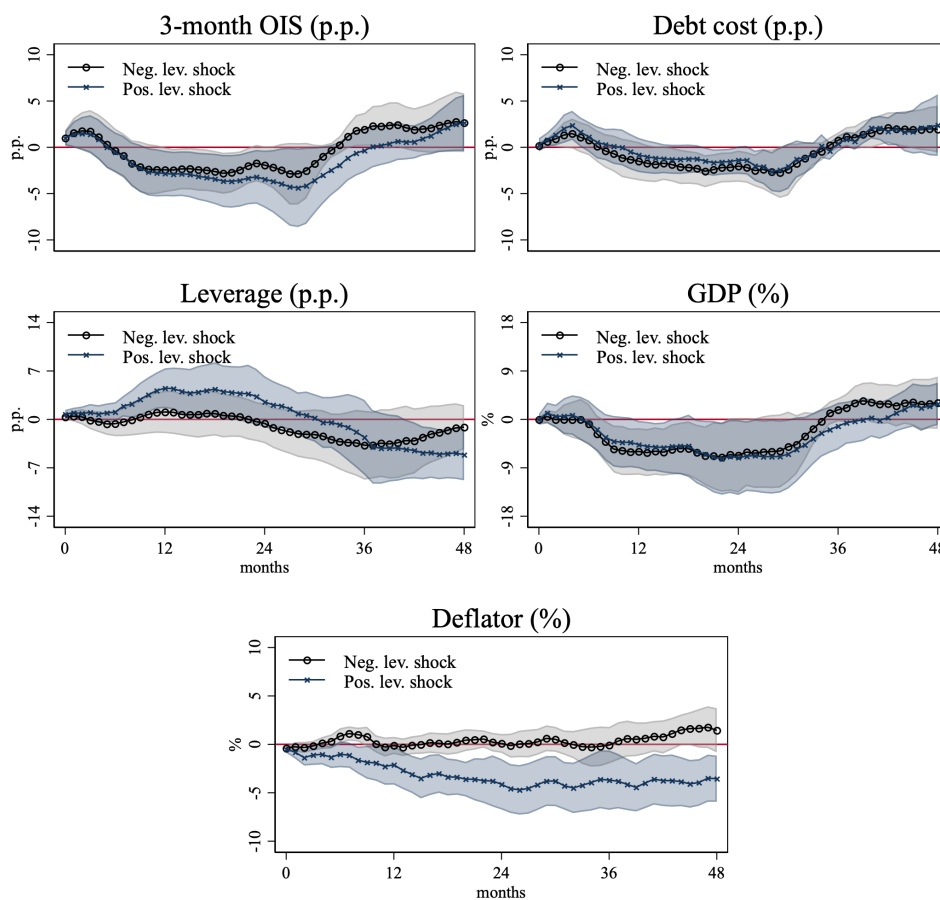 3-month OIS (p.p.)
Neg. lev. shock
Pos. lev. shock
p.p.
10
5
0
-5
-10
Debt cost (p.p.)
Neg. lev. shock
Pos. lev. shock
p.p.
10
5
0
-5
-10
Leverage (p.p.)
Neg. lev. shock
Pos. lev. shock
p.p.
14
7
0
-7
-14
0 12 24 36 48
months
GDP (%)
Neg. lev. shock
Pos. lev. shock
%
18
9
0
-9
-18
0 12 24 36 48
months
Deflator (%)
Neg. lev. shock
Pos. lev. shock
%
10
5
0
-5
-10
0 12 24 36 48
months